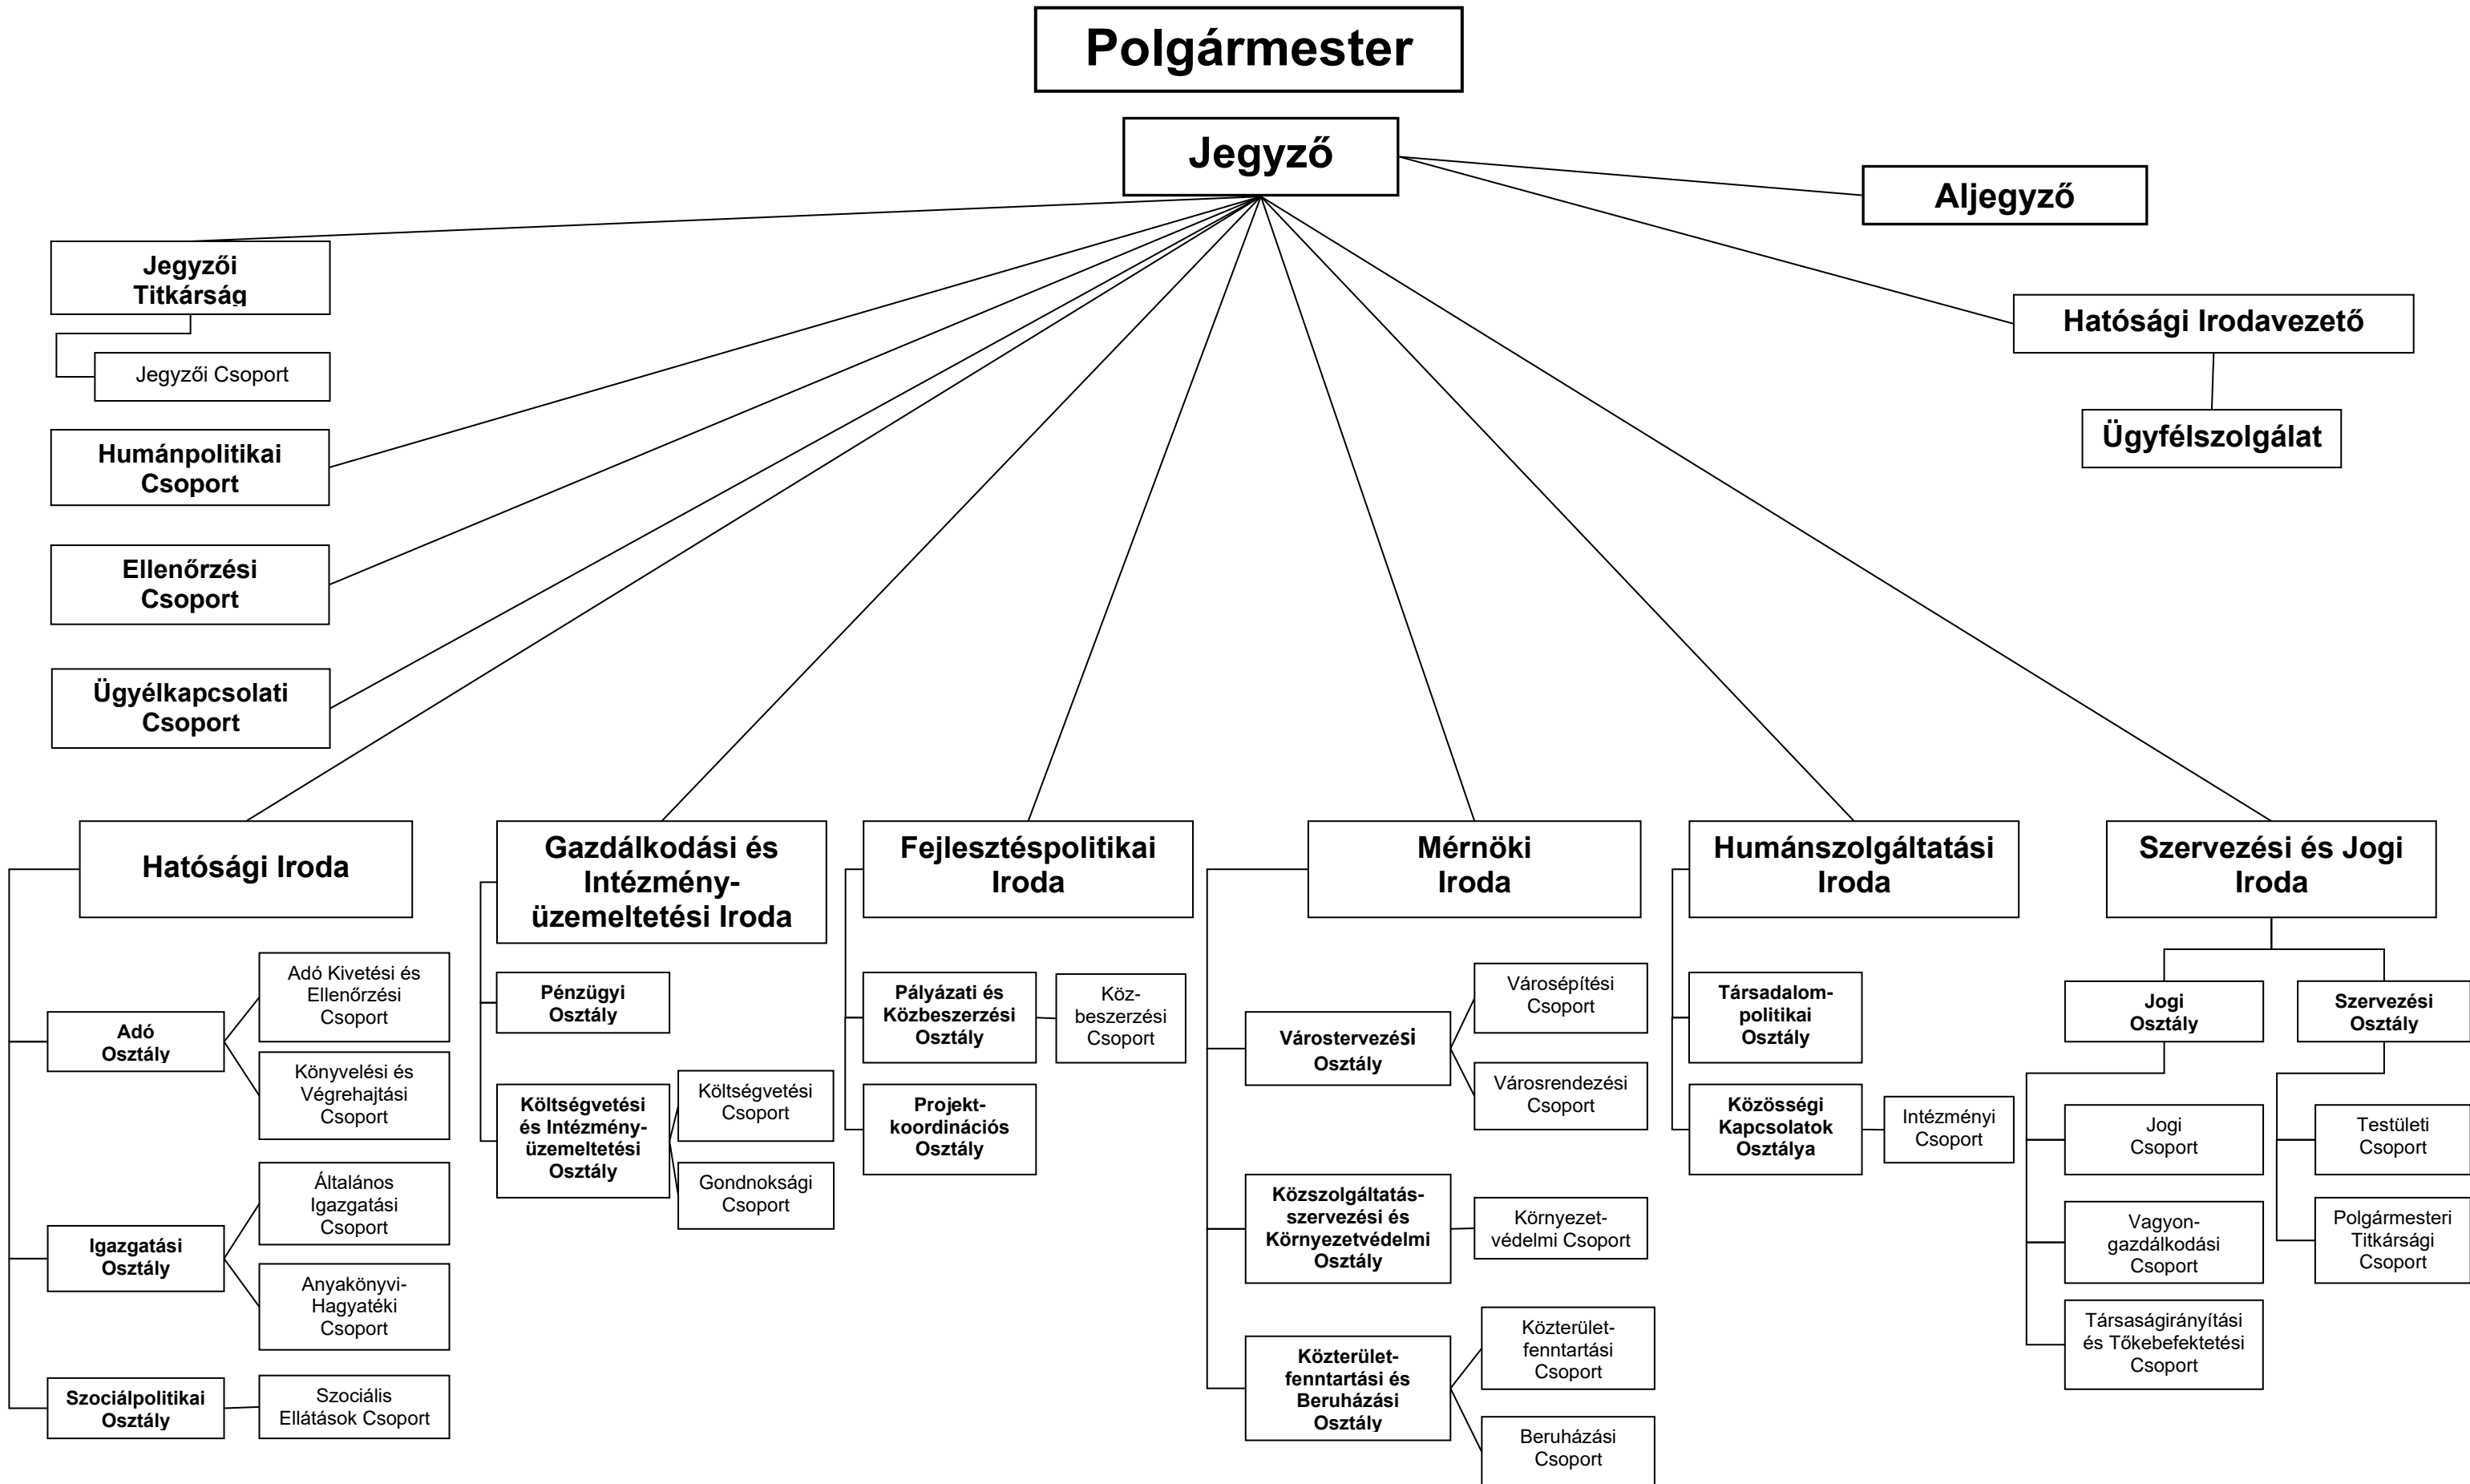 Polgármester
Jegyző
Aljegyző
Jegyzői
Titkárság
Jegyzői Csoport
Hatósági Irodavezető
Ügyfélszolgálat
Humánpolitikai
Csoport
Ellenőrzési
Csoport
Ügyélkapcsolati
Csoport
Hatósági Iroda
Adó
Osztály
Adó Kivetési és
Ellenőrzési
Csoport
Könyvelési és
Végrehajtási
Csoport
Igazgatási
Osztály
Általános
Igazgatási
Csoport
Anyakönyvi-
Hagyatéki
Csoport
Szociálpolitikai
Osztály
Szociális
Ellátások Csoport
Gazdálkodási és
Intézmény-
üzemeltetési Iroda
Pénzügyi
Osztály
Költségvetési
és Intézmény-
üzemeltetési
Osztály
Költségvetési
Csoport
Gondnoksági
Csoport
Fejlesztéspolitikai
Iroda
Pályázati és
Közbeszerzési
Osztály
Köz-
beszerzési
Csoport
Projekt-
koordinációs
Osztály
Mérnöki
Iroda
Várostervezési
Osztály
Városépítési
Csoport
Városrendezési
Csoport
Közszolgáltatás-
szervezési és
Környezetvédelmi
Osztály
Környezet-
védelmi Csoport
Közterület-
fenntartási és
Beruházási
Osztály
Közterület-
fenntartási
Csoport
Beruházási
Csoport
Humánszolgáltatási
Iroda
Társadalom-
politikai
Osztály
Közösségi
Kapcsolatok
Osztálya
Intézményi
Csoport
Szervezési és Jogi
Iroda
Jogi
Osztály
Jogi
Csoport
Vagyon-
gazdálkodási
Csoport
Társaságirányítási
és Tőkebefektetési
Csoport
Szervezési
Osztály
Testületi
Csoport
Polgármesteri
Titkársági
Csoport